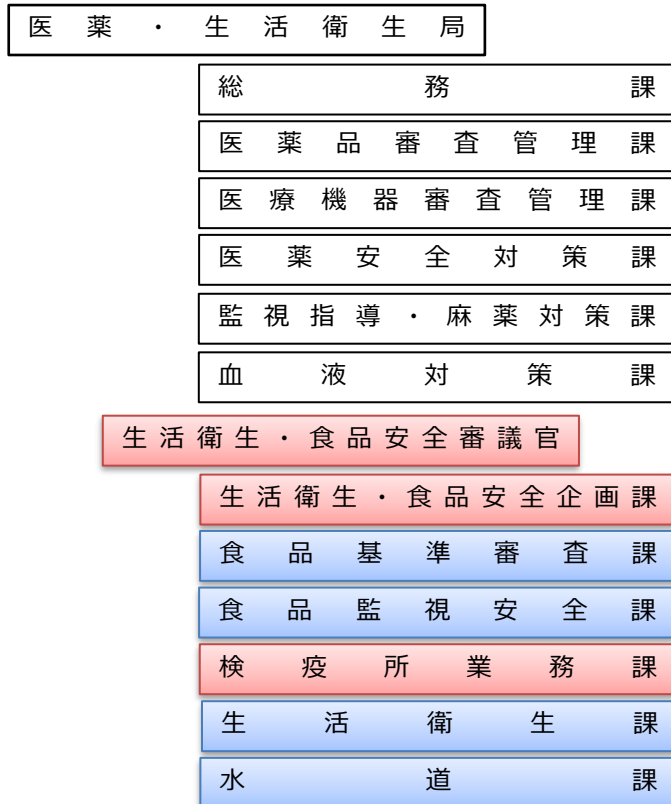 医薬・生活衛生局
総務課
医薬品審査管理課
医療機器審査管理課
医薬安全対策課
監視指導・麻薬対策課
血液対策課
生活衛生・食品安全審議官
生活衛生・食品安全企画課
食品基準審査課
食品監視安全課
検疫所業務課
生活衛生課
水道課